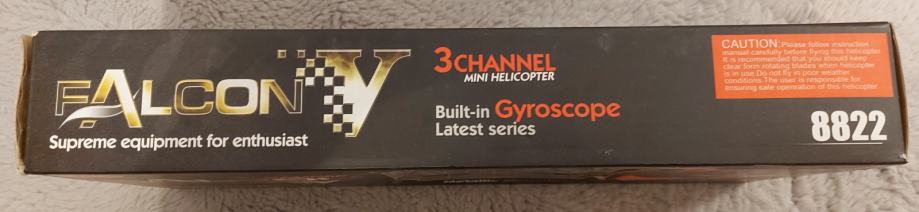 FALCON V
Supreme equipment for enthusiast
3CHANNEL
MINI HELICOPTER
Built-in Gyroscope
Latest series
CAUTION:Please follow instruction
manual carefully before flying this helicopter
It is recommended that you should keep
clear form rotating blades when helicopter
is in use.Do not fly in poor weather
conditions.The user is responsible for
ensuring safe openration of this helicopter.
8822